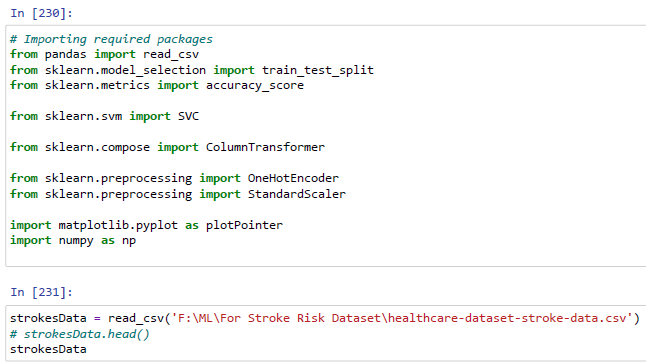 In [230]:
# Importing required packages
from pandas import read_csv
from sklearn.model_selection import train_test_split
from sklearn.metrics import accuracy_score
from sklearn.svm import SVC
from sklearn.compose import ColumnTransformer
from sklearn.preprocessing import OneHotEncoder
from sklearn.preprocessing import StandardScaler
import matplotlib.pyplot as plotPointer
import numpy as np
In [231]:
strokesData = read_csv('F:\ML\For Stroke Risk Dataset\healthcare-dataset-stroke-data.csv')
# strokesData.head()
strokesData